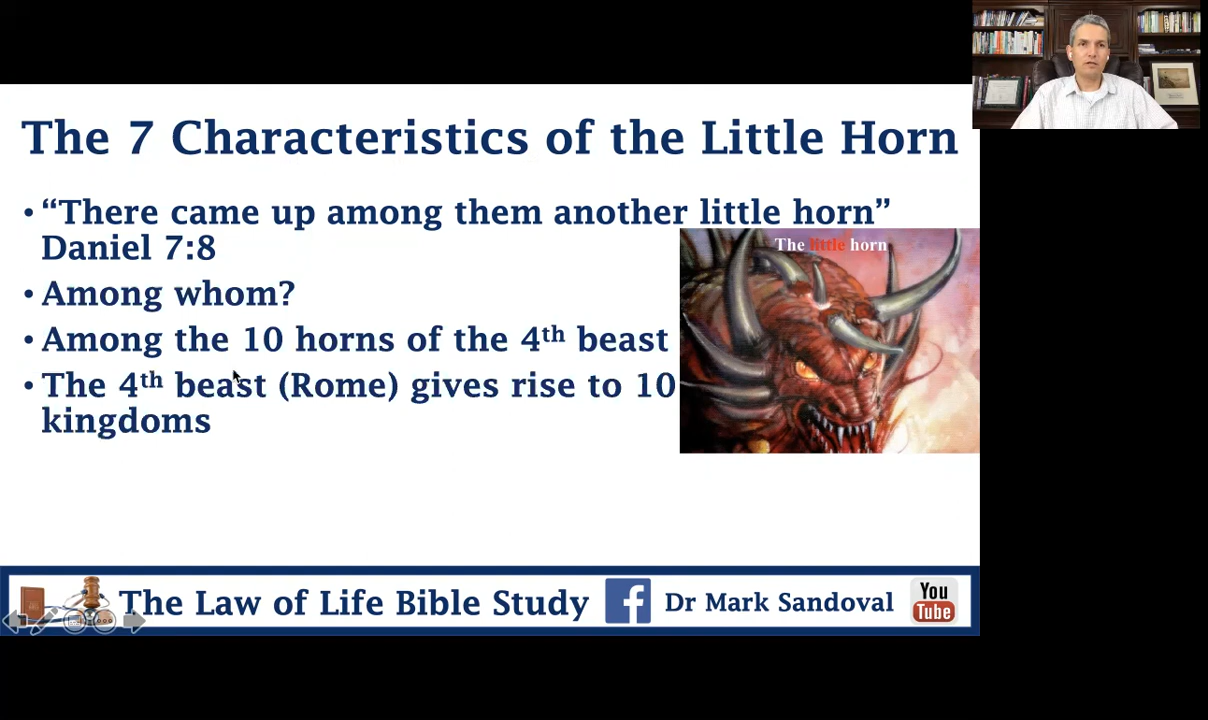 The 7 Characteristics of the Little Horn
• “There came up among them another little horn”
Daniel 7:8
• Among whom?
• Among the 10 horns of the 4th beast
• The 4th beast (Rome) gives rise to 10
kingdoms
The little horn
The Law of Life Bible Study
f
Dr Mark Sandoval
You
Tube